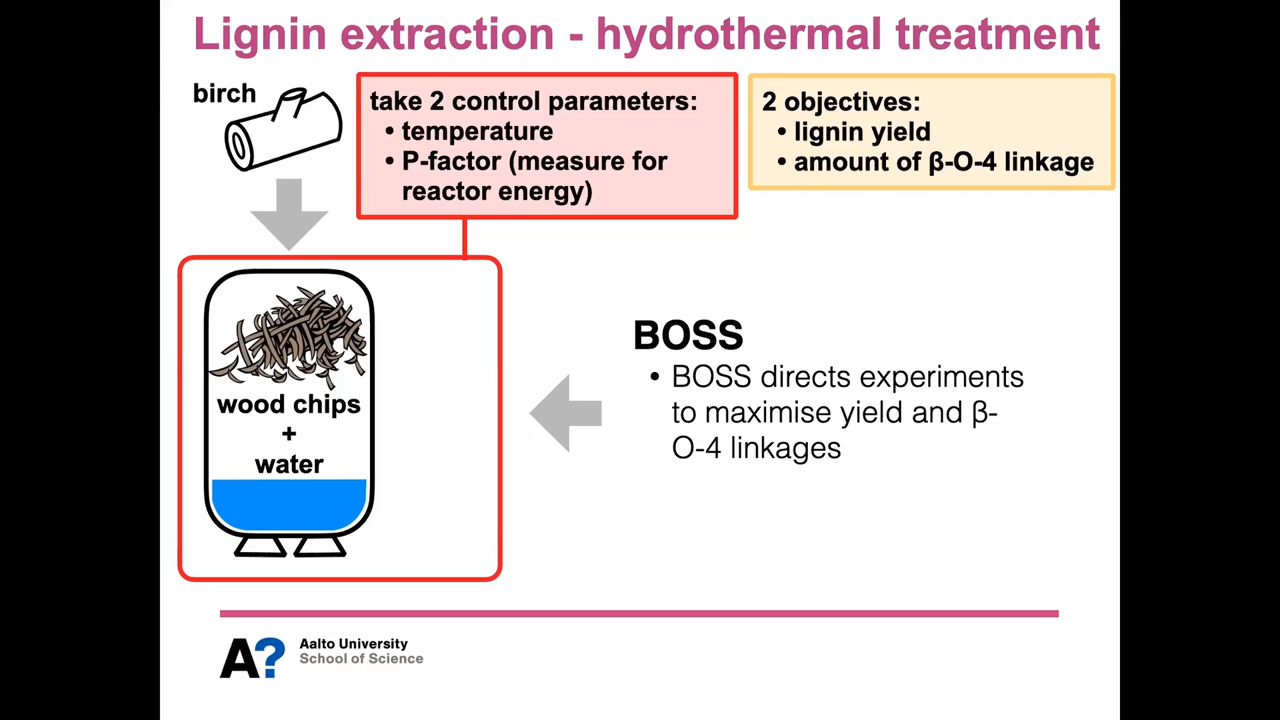 Lignin extraction - hydrothermal treatment
birch
take 2 control parameters:
• temperature
• P-factor (measure for
reactor energy)
2 objectives:
• lignin yield
• amount of β-O-4 linkage
wood chips
+
water
BOSS
• BOSS directs experiments
to maximise yield and β-
O-4 linkages
A?
Aalto University
School of Science